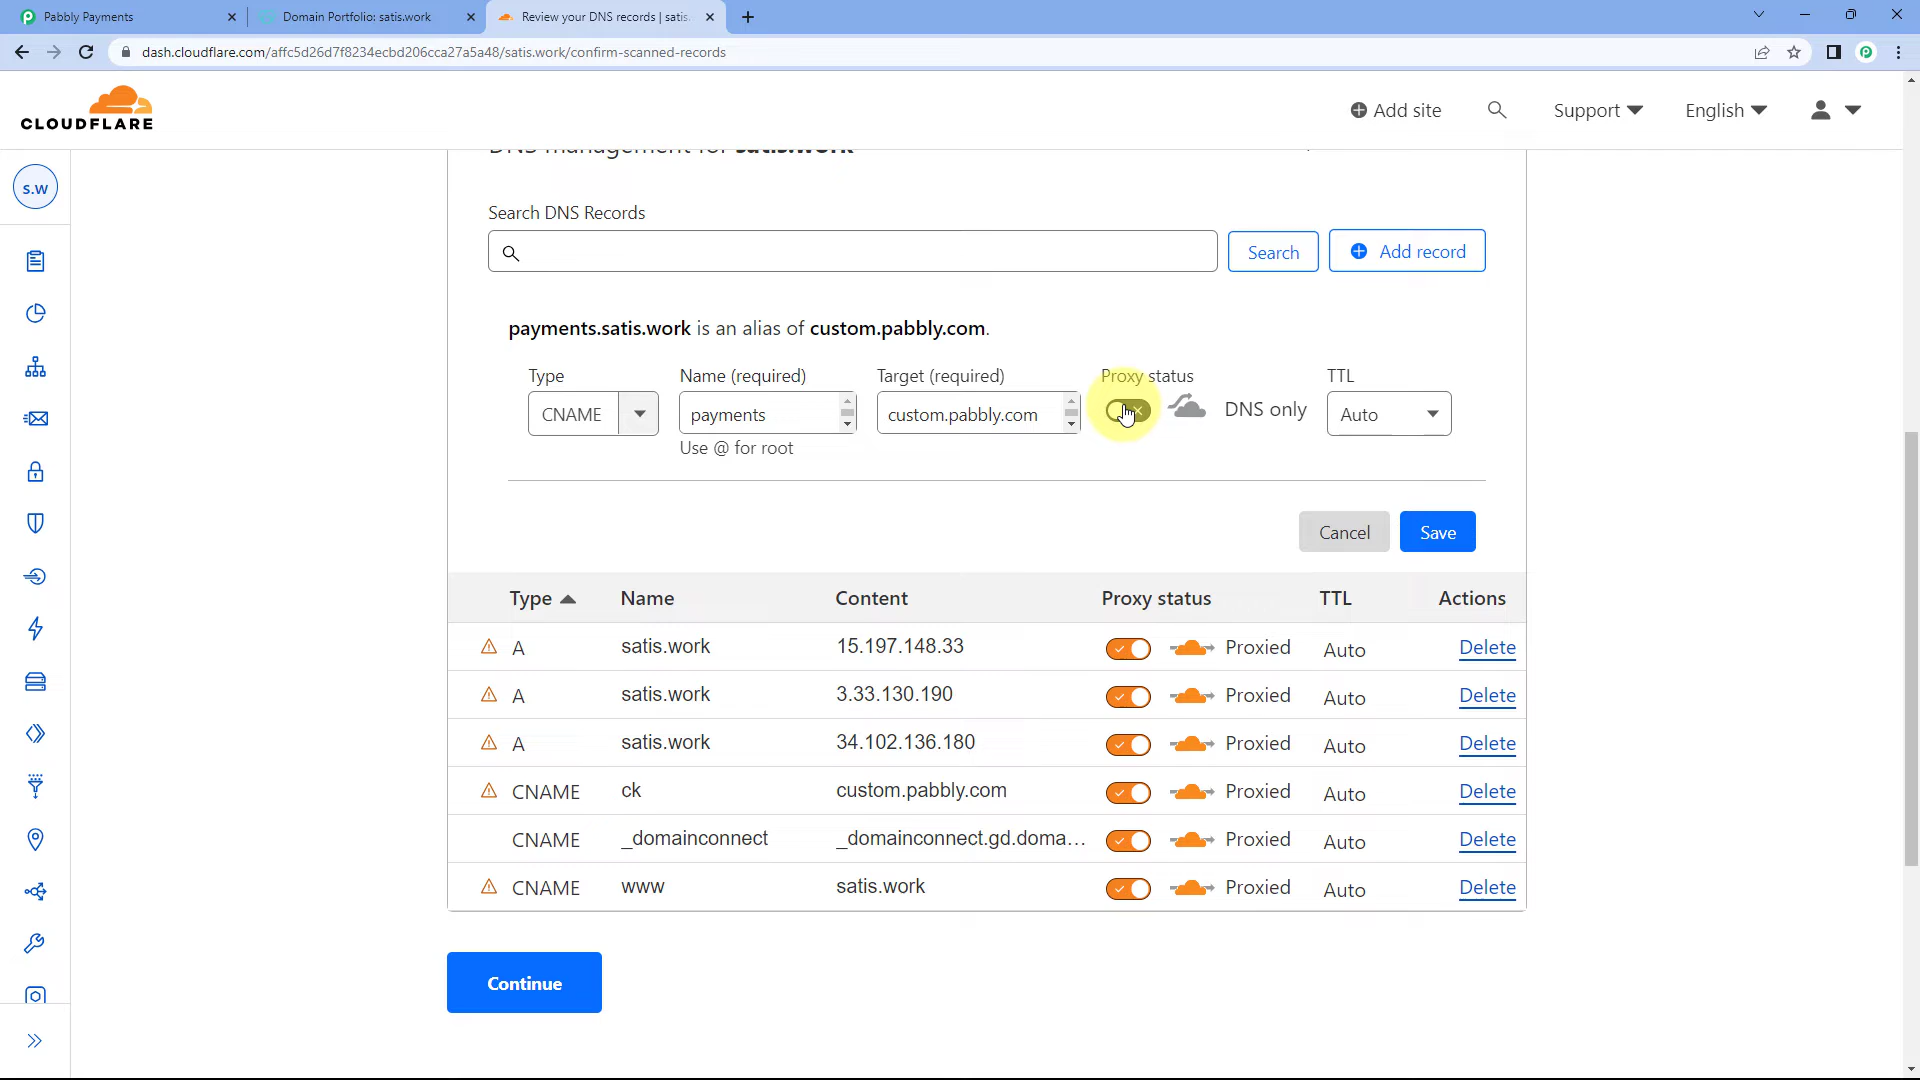 Pabbly Payments
Domain Portfolio: satis.work
Review your DNS records | satis.
dash.cloudflare.com/affc5d26d7f8234ecbd206cca27a5a48/satis.work/confirm-scanned-records
CLOUDFLARE
Add site
Support
English
S.W
DNS management for satis.work
Search DNS Records
Search
Add record
payments.satis.work is an alias of custom.pabbly.com.
Type
Name (required)
Target (required)
Proxy status
TTL
CNAME
payments
custom.pabbly.com
DNS only
Auto
Use @ for root
Cancel
Save
Type Name Content Proxy status TTL Actions
A satis.work 15.197.148.33 Proxied Auto Delete
A satis.work 3.33.130.190 Proxied Auto Delete
A satis.work 34.102.136.180 Proxied Auto Delete
CNAME ck custom.pabbly.com Proxied Auto Delete
CNAME _domainconnect _domainconnect.gd.doma... Proxied Auto Delete
CNAME www satis.work Proxied Auto Delete
Continue